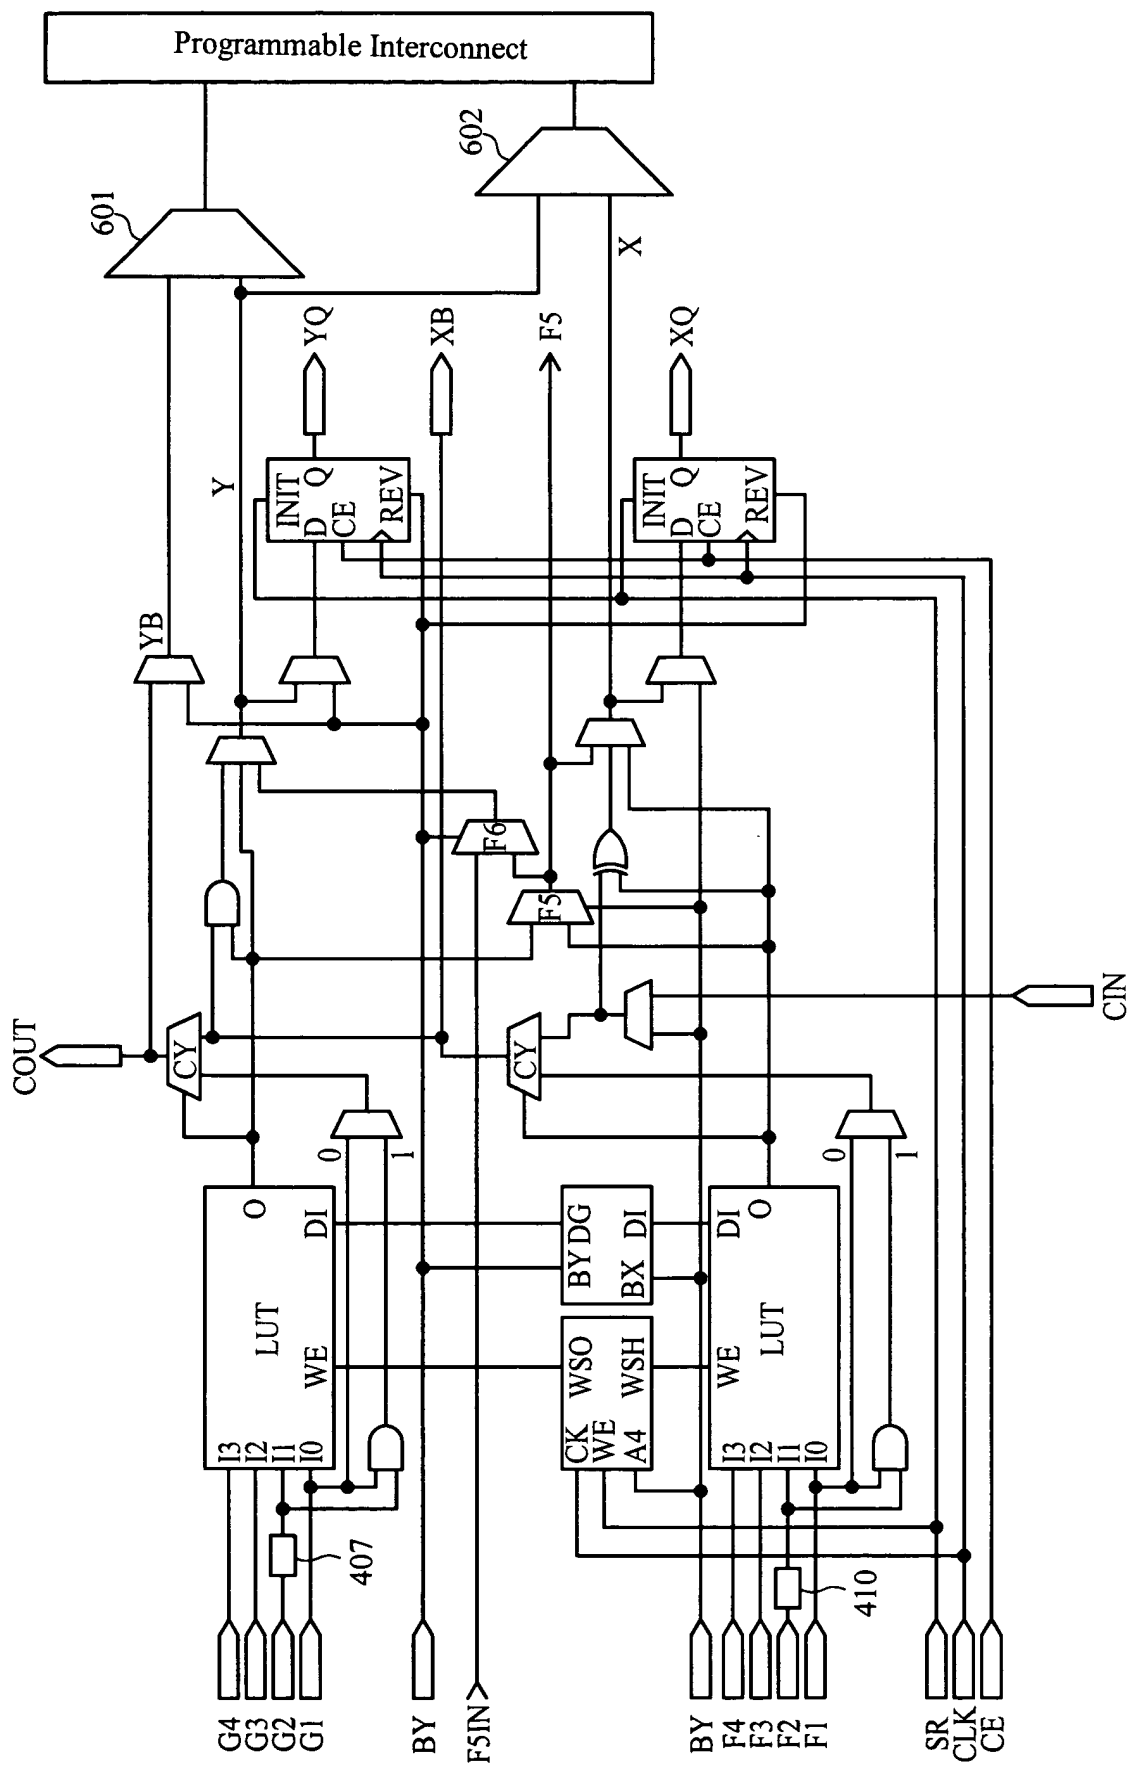 Programmable Interconnect
601
602
YB
Y
X
YQ
XB
F5
XQ
INIT
D Q
CE
REV
INIT
D Q
CE
REV
F6
F5
COUT
CY
CY
CIN
0
1
0
1
O
DI
LUT
WE
I3
I2
I1
I0
BY DG
BX DI
WSO
WSH
CK
WE
A4
DI
O
LUT
WE
I3
I2
I1
I0
407
410
G4
G3
G2
G1
BY
F5IN
BY
F4
F3
F2
F1
SR
CLK
CE